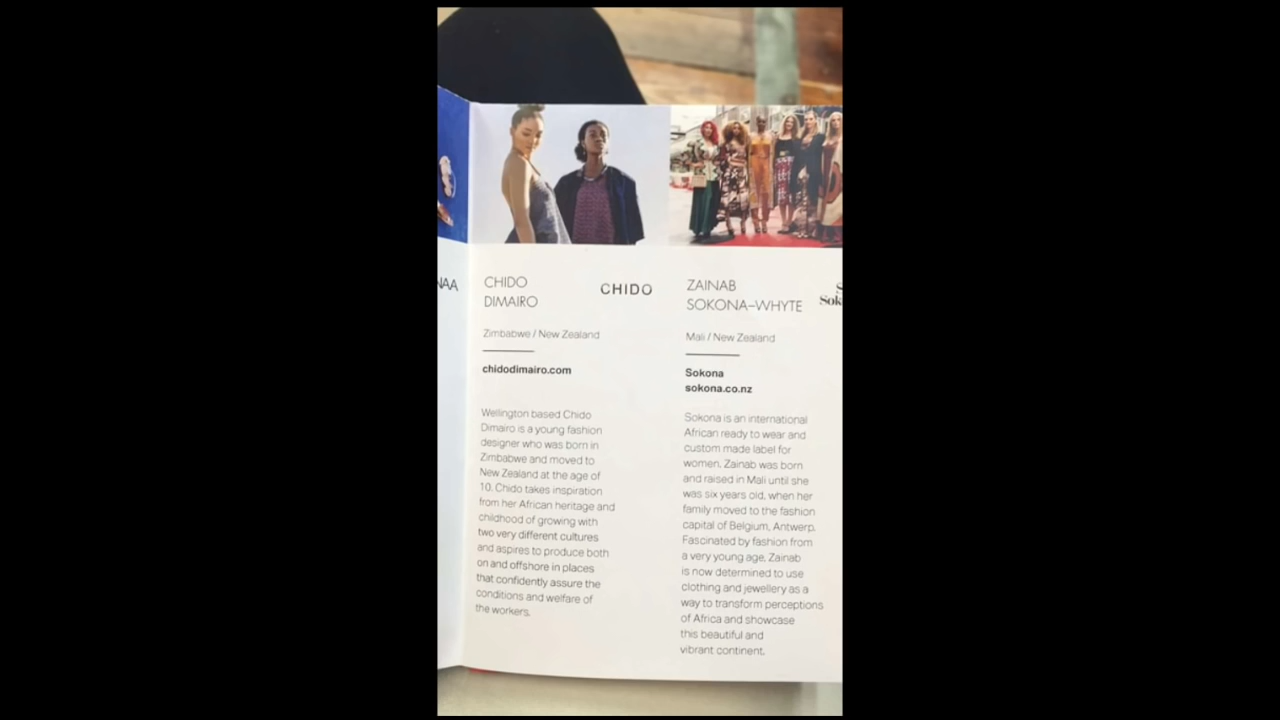 NAA
CHIDO
DIMAIRO
CHIDO
Zimbabwe / New Zealand
chidodimairo.com
Wellington based Chido
Dimairo is a young fashion
designer who was born in
Zimbabwe and moved to
New Zealand at the age of
10. Chido takes inspiration
from her African heritage and
childhood of growing with
two very different cultures
and aspires to produce both
on and offshore in places
that confidently assure the
conditions and welfare of
the workers.
ZAINAB
SOKONA–WHYTE
S
Sok
Mali / New Zealand
Sokona
sokona.co.nz
Sokona is an international
African ready to wear and
custom made label for
women. Zainab was born
and raised in Mali until she
was six years old, when her
family moved to the fashion
capital of Belgium, Antwerp.
Fascinated by fashion from
a very young age, Zainab
is now determined to use
clothing and jewellery as a
way to transform perceptions
of Africa and showcase
this beautiful and
vibrant continent.